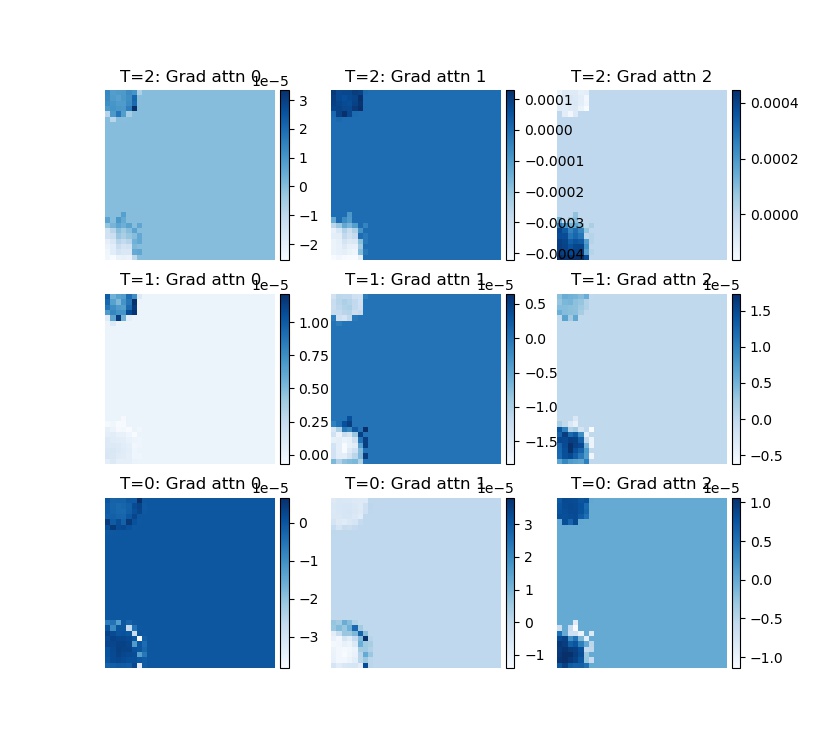 T=2: Grad attn 0
1e−5
3
2
1
0
−1
−2
T=2: Grad attn 1
0.0001
0.0000
−0.0001
−0.0002
−0.0003
−0.0004
T=2: Grad attn 2
0.0004
0.0002
0.0000
T=1: Grad attn 0
1e−5
1.00
0.75
0.50
0.25
0.00
T=1: Grad attn 1
1e−5
0.5
0.0
−0.5
−1.0
−1.5
T=1: Grad attn 2
1e−5
1.5
1.0
0.5
0.0
−0.5
T=0: Grad attn 0
1e−5
0
−1
−2
−3
T=0: Grad attn 1
1e−5
3
2
1
0
−1
T=0: Grad attn 2
1e−5
1.0
0.5
0.0
−0.5
−1.0